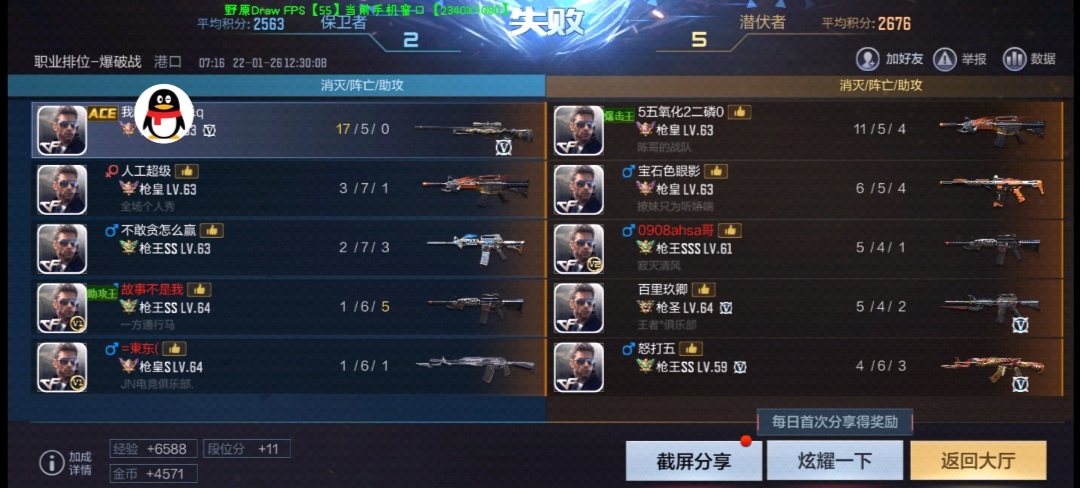 野原Draw FPS【55】当前手机窗口【2340X1080】
平均积分:2563 保卫者 2
失败
5 潜伏者 平均积分:2676
职业排位-爆破战 港口 07:16 22-01-26 12:30:08
加好友 举报 数据
消灭/阵亡/助攻
消灭/阵亡/助攻
ACE 我
17/5/0
人工超级
枪皇 LV.63
全场个人秀
3/7/1
不敢贪怎么赢
枪王SS LV.63
2/7/3
助攻王 故事不是我
枪王SS LV.64
一方通行马
1/6/5
=東东(
枪皇S LV.64
JN电竞俱乐部.
1/6/1
爆击王 5五氧化2二磷0
枪皇 LV.63
陈哥的战队
11/5/4
宝石色眼影
枪皇 LV.63
撩妹只为听娇喘
6/5/4
0908ahsa哥
枪王SSS LV.61
寂灭清风
5/4/1
百里玖卿
枪圣 LV.64
王者*俱乐部
5/4/2
怒打五
枪王SS LV.59
4/6/3
每日首次分享得奖励
加成详情
经验 +6588 段位分 +11
金币 +4571
截屏分享 炫耀一下 返回大厅